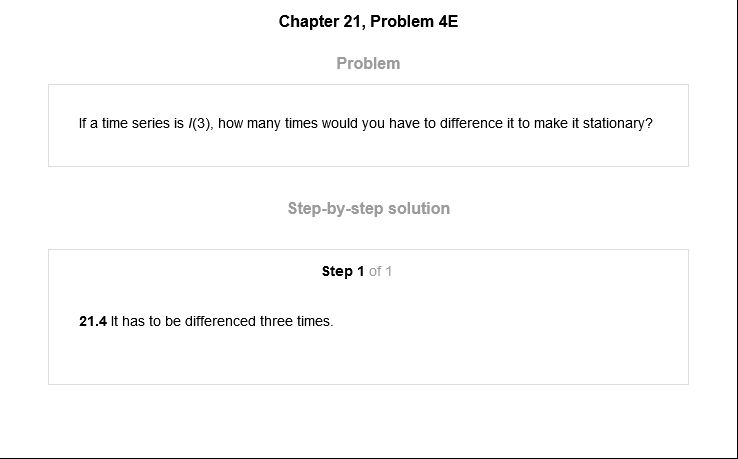 Chapter 21, Problem 4E
Problem
If a time series is I(3), how many times would you have to difference it to make it stationary?
Step-by-step solution
Step 1 of 1
21.4 It has to be differenced three times.